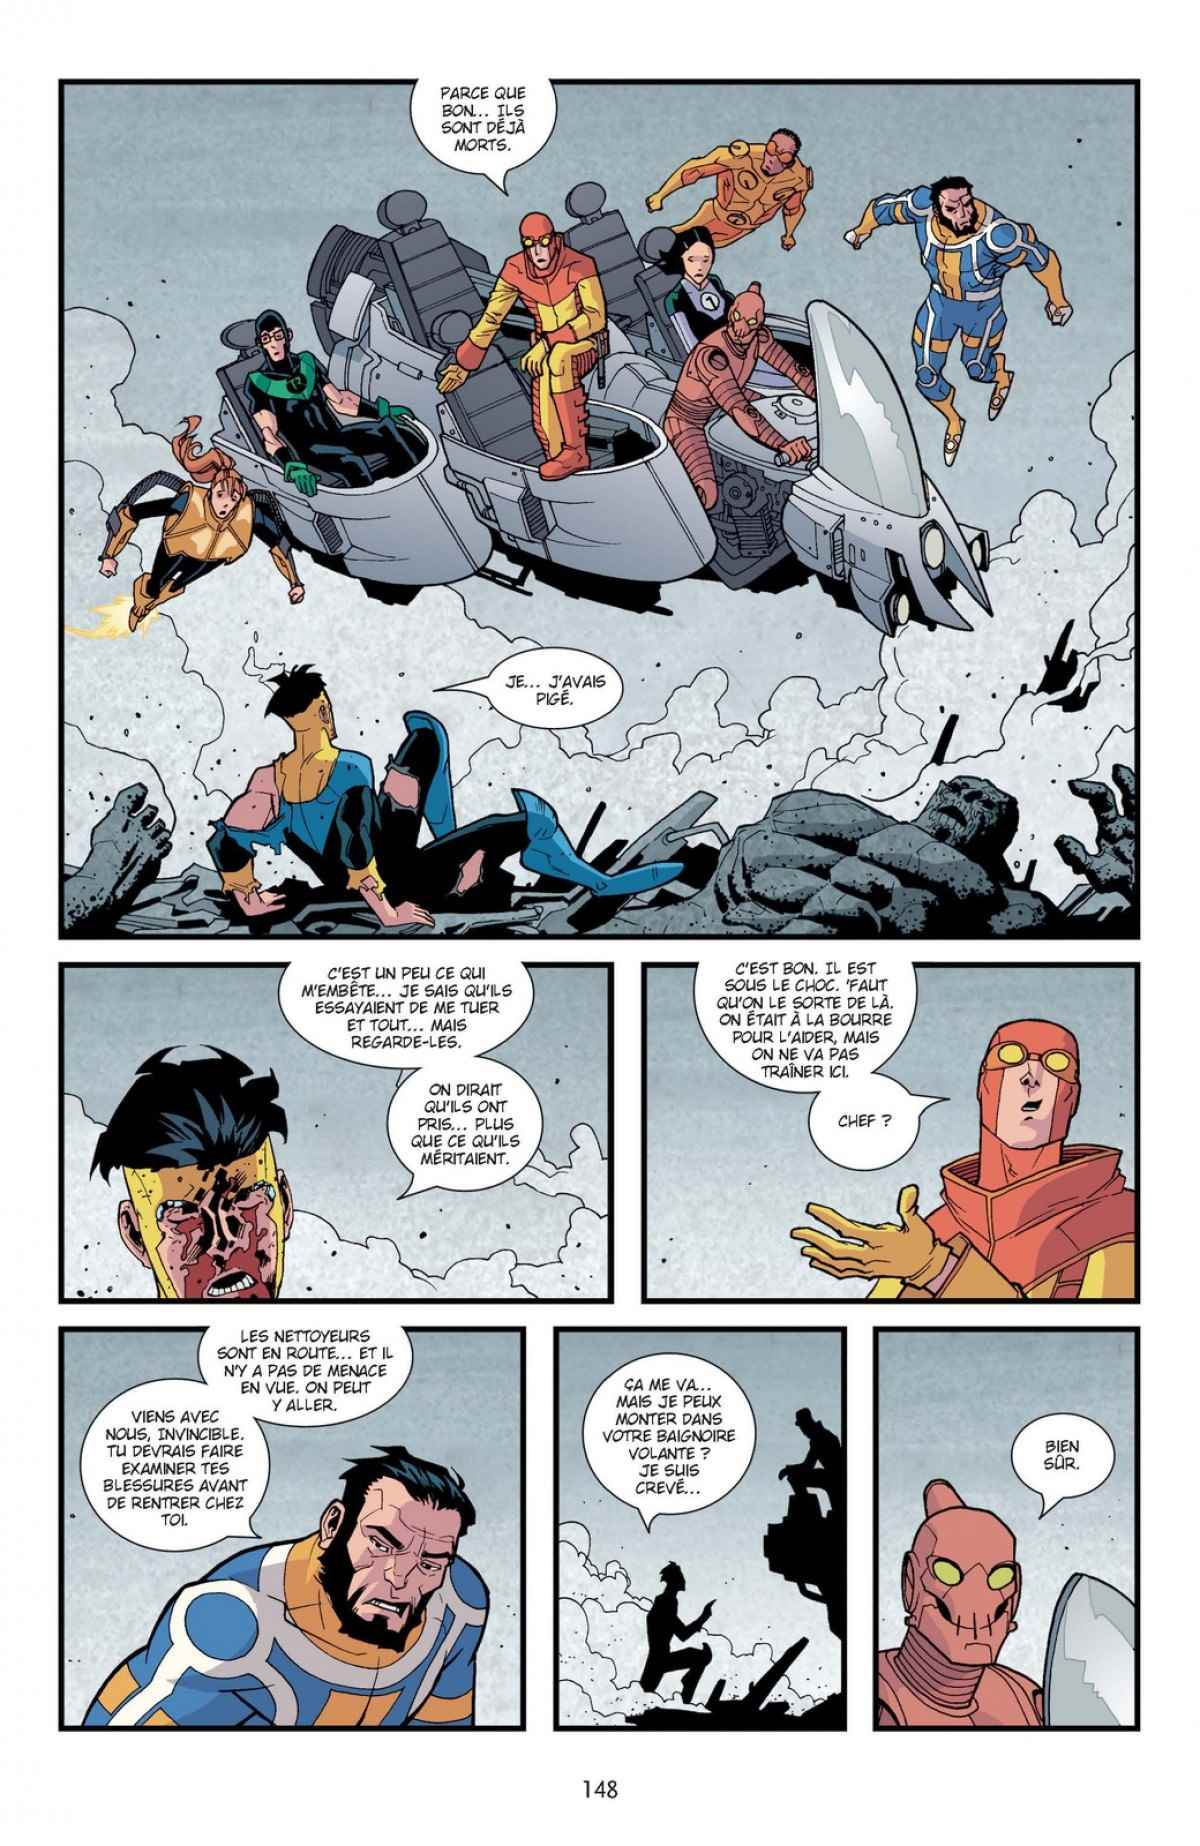 PARCE QUE
BON... ILS
SONT DÉJÀ
MORTS.
JE... J'AVAIS
PIGÉ.
C'EST UN PEU CE QUI
M'EMBÊTE... JE SAIS QU'ILS
ESSAYAIENT DE ME TUER
ET TOUT... MAIS
REGARDE-LES.
ON DIRAIT
QU'ILS ONT
PRIS... PLUS
QUE CE QU'ILS
MÉRITAIENT.
C'EST BON. IL EST
SOUS LE CHOC. 'FAUT
QU'ON LE SORTE DE LÀ.
ON ÉTAIT À LA BOURRE
POUR L'AIDER, MAIS
ON NE VA PAS
TRAÎNER ICI.
CHEF ?
LES NETTOYEURS
SONT EN ROUTE... ET IL
N'Y A PAS DE MENACE
EN VUE. ON PEUT
Y ALLER.
VIENS AVEC
NOUS, INVINCIBLE.
TU DEVRAIS FAIRE
EXAMINER TES
BLESSURES AVANT
DE RENTRER CHEZ
TOI.
ÇA ME VA...
MAIS JE PEUX
MONTER DANS
VOTRE BAIGNOIRE
VOLANTE ?
JE SUIS
CREVÉ...
BIEN
SÛR.
148